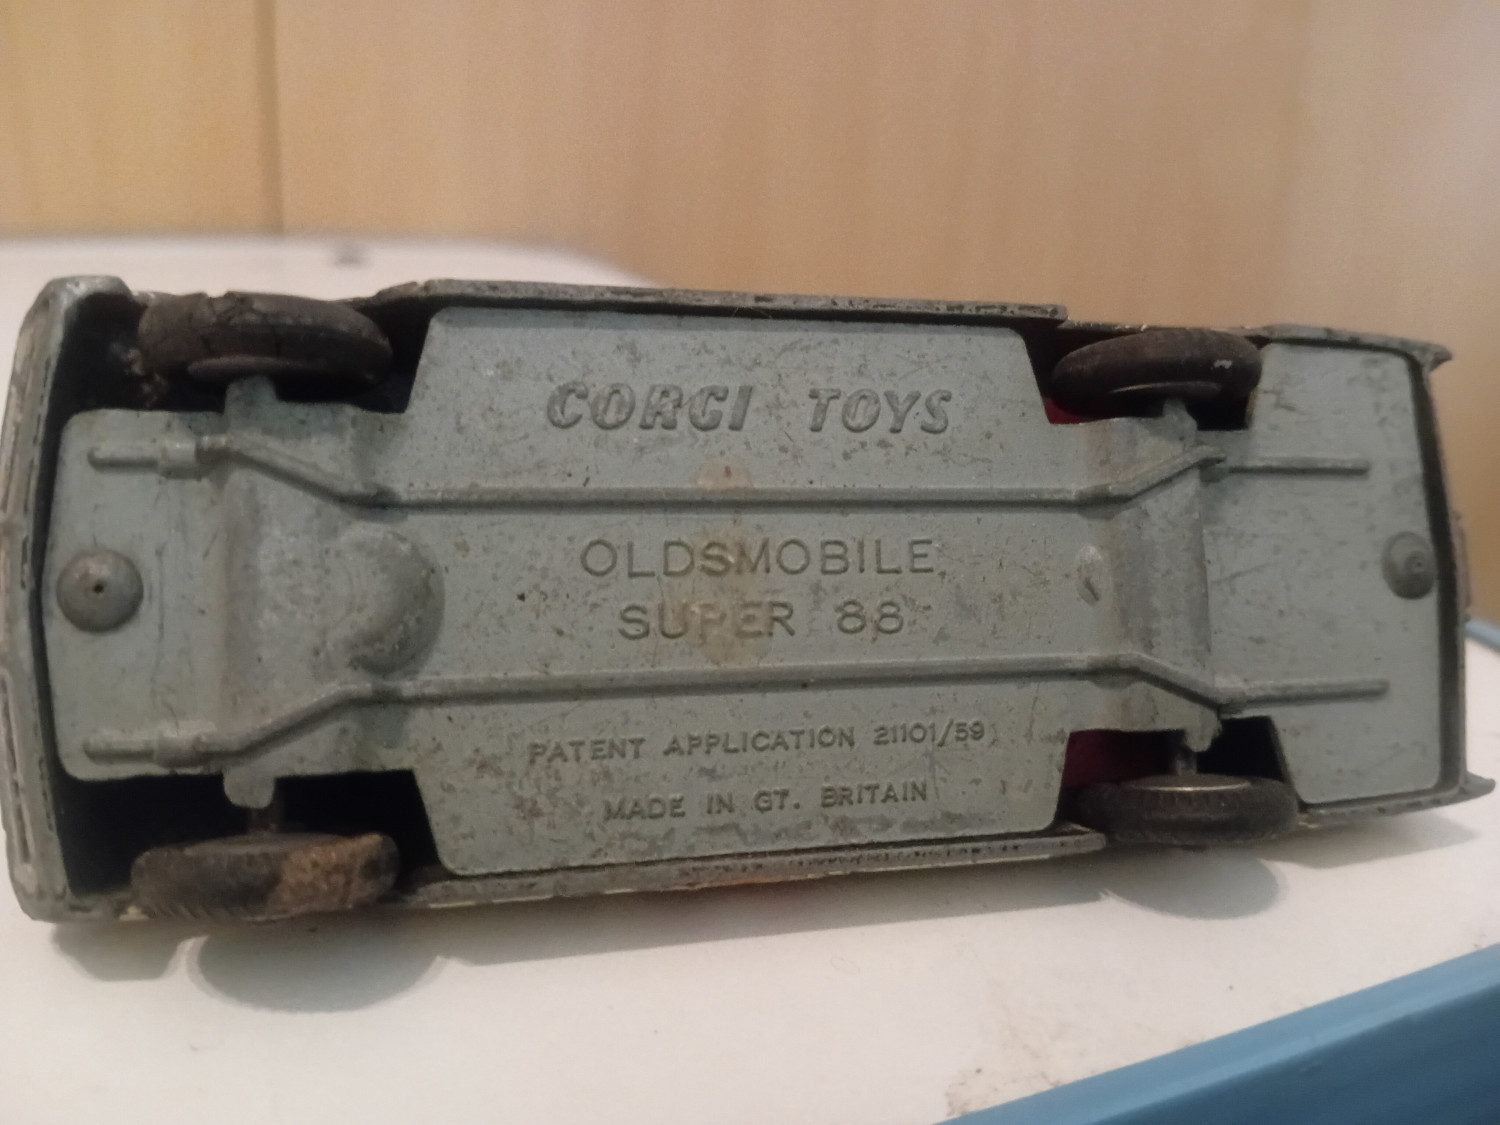 CORGI TOYS
OLDSMOBILE
SUPER 88
PATENT APPLICATION 21101/59
MADE IN GT. BRITAIN